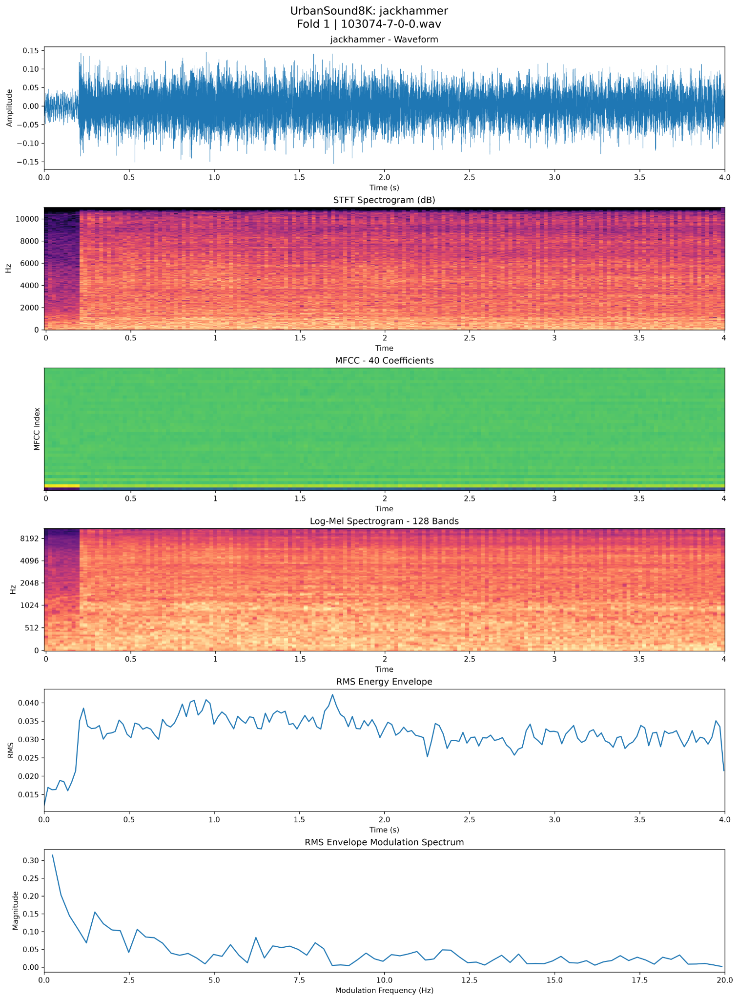 UrbanSound8K: jackhammer
Fold 1 | 103074-7-0-0.wav
jackhammer - Waveform
0.15
0.10
0.05
0.00
−0.05
−0.10
−0.15
Amplitude
0.0 0.5 1.0 1.5 2.0 2.5 3.0 3.5 4.0
Time (s)
STFT Spectrogram (dB)
10000
8000
6000
4000
2000
0
Hz
0 0.5 1 1.5 2 2.5 3 3.5 4
Time
MFCC - 40 Coefficients
MFCC Index
0 0.5 1 1.5 2 2.5 3 3.5 4
Time
Log-Mel Spectrogram - 128 Bands
8192
4096
2048
1024
512
0
Hz
0 0.5 1 1.5 2 2.5 3 3.5 4
Time
RMS Energy Envelope
0.040
0.035
0.030
0.025
0.020
0.015
RMS
0.0 0.5 1.0 1.5 2.0 2.5 3.0 3.5 4.0
Time (s)
RMS Envelope Modulation Spectrum
0.30
0.25
0.20
0.15
0.10
0.05
0.00
Magnitude
0.0 2.5 5.0 7.5 10.0 12.5 15.0 17.5 20.0
Modulation Frequency (Hz)